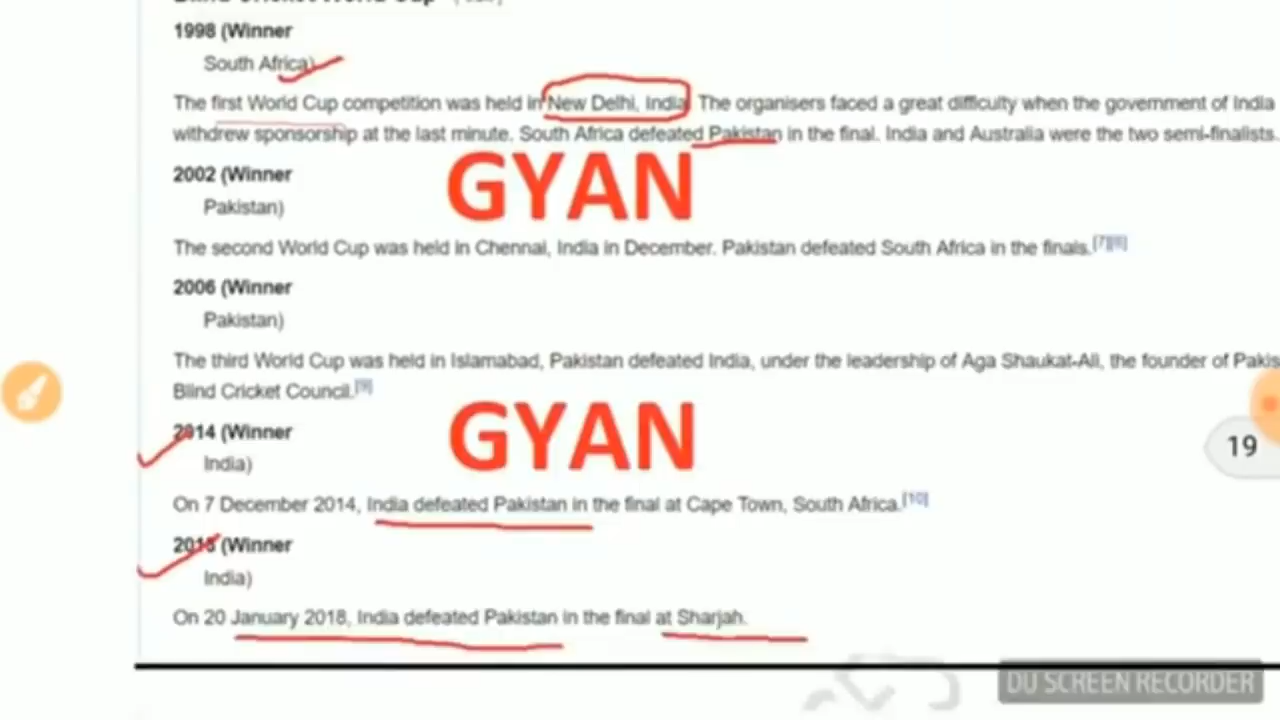 1998 (Winner
South Africa)
The first World Cup competition was held in New Delhi, India The organisers faced a great difficulty when the government of India
withdrew sponsorship at the last minute. South Africa defeated Pakistan in the final. India and Australia were the two semi-finalists.
GYAN
2002 (Winner
Pakistan)
The second World Cup was held in Chennai, India in December. Pakistan defeated South Africa in the finals.
2006 (Winner
Pakistan)
The third World Cup was held in Islamabad, Pakistan defeated India, under the leadership of Aga Shaukat-Ali, the founder of Pakis
Blind Cricket Council.[9]
GYAN
2014 (Winner
19
India)
On 7 December 2014, India defeated Pakistan in the final at Cape Town, South Africa.[10]
2018 (Winner
India)
On 20 January 2018, India defeated Pakistan in the final at Sharjah.
DU SCREEN RECORDER